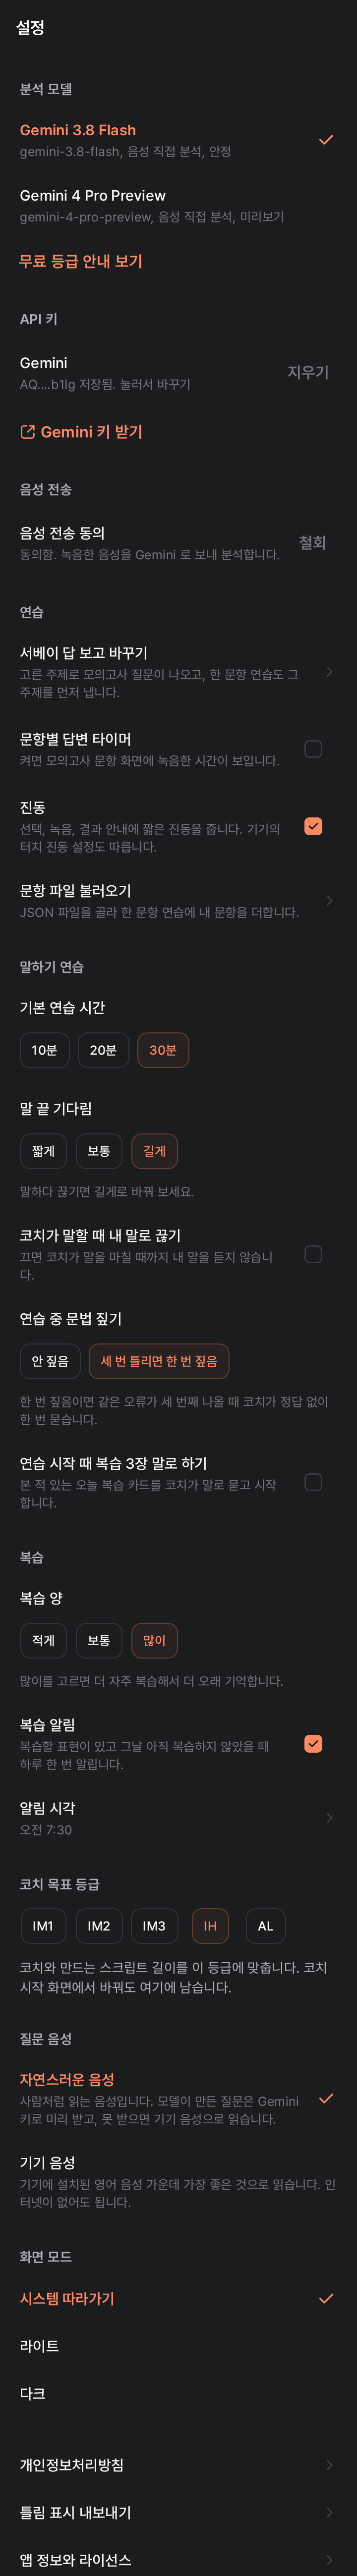 설정
분석 모델
Gemini 3.8 Flash
gemini-3.8-flash, 음성 직접 분석, 안정
Gemini 4 Pro Preview
gemini-4-pro-preview, 음성 직접 분석, 미리보기
무료 등급 안내 보기
API 키
Gemini
AQ....b1lg 저장됨. 눌러서 바꾸기
지우기
Gemini 키 받기
음성 전송
음성 전송 동의
동의함. 녹음한 음성을 Gemini 로 보내 분석합니다.
철회
연습
서베이 답 보고 바꾸기
고른 주제로 모의고사 질문이 나오고, 한 문항 연습도 그
주제를 먼저 냅니다.
문항별 답변 타이머
켜면 모의고사 문항 화면에 녹음한 시간이 보입니다.
진동
선택, 녹음, 결과 안내에 짧은 진동을 줍니다. 기기의
터치 진동 설정도 따릅니다.
문항 파일 불러오기
JSON 파일을 골라 한 문항 연습에 내 문항을 더합니다.
말하기 연습
기본 연습 시간
10분 20분 30분
말 끝 기다림
짧게 보통 길게
말하다 끊기면 길게로 바꿔 보세요.
코치가 말할 때 내 말로 끊기
끄면 코치가 말을 마칠 때까지 내 말을 듣지 않습니
다.
연습 중 문법 짚기
안 짚음 세 번 틀리면 한 번 짚음
한 번 짚음이면 같은 오류가 세 번째 나올 때 코치가 정답 없이
한 번 묻습니다.
연습 시작 때 복습 3장 말로 하기
본 적 있는 오늘 복습 카드를 코치가 말로 묻고 시작
합니다.
복습
복습 양
적게 보통 많이
많이를 고르면 더 자주 복습해서 더 오래 기억합니다.
복습 알림
복습할 표현이 있고 그날 아직 복습하지 않았을 때
하루 한 번 알립니다.
알림 시각
오전 7:30
코치 목표 등급
IM1 IM2 IM3 IH AL
코치와 만드는 스크립트 길이를 이 등급에 맞춥니다. 코치
시작 화면에서 바꿔도 여기에 남습니다.
질문 음성
자연스러운 음성
사람처럼 읽는 음성입니다. 모델이 만든 질문은 Gemini
키로 미리 받고, 못 받으면 기기 음성으로 읽습니다.
기기 음성
기기에 설치된 영어 음성 가운데 가장 좋은 것으로 읽습니다. 인
터넷이 없어도 됩니다.
화면 모드
시스템 따라가기
라이트
다크
개인정보처리방침
틀림 표시 내보내기
앱 정보와 라이선스